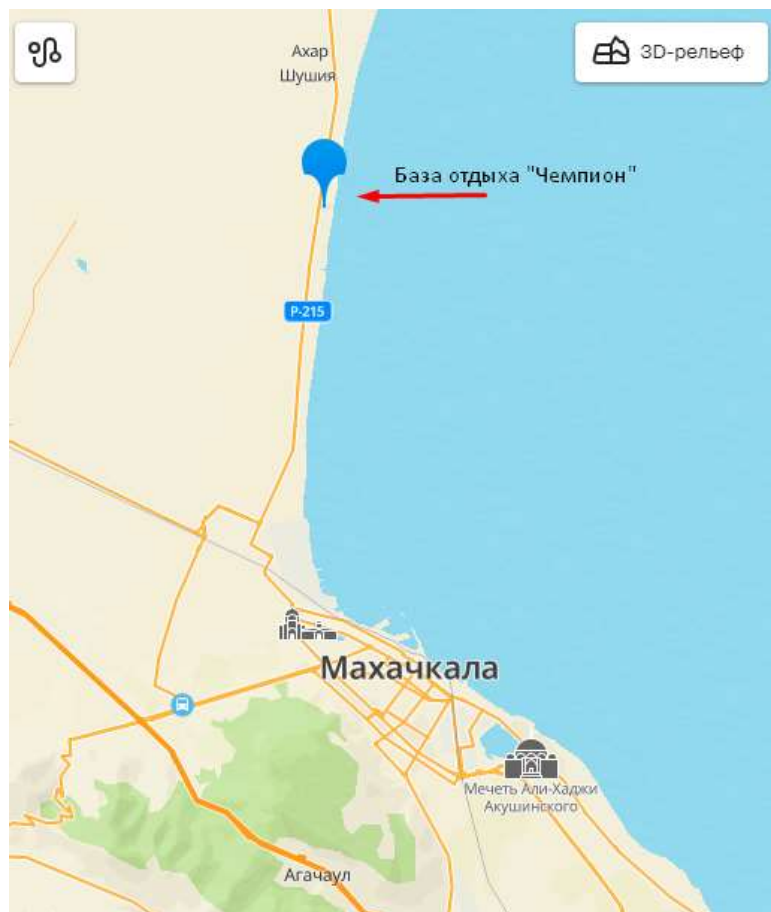 Ахар
Шушия
3D-рельеф
База отдыха "Чемпион"
Р-215
Махачкала
Мечеть Али-Хаджи
Акушинского
Агачаул